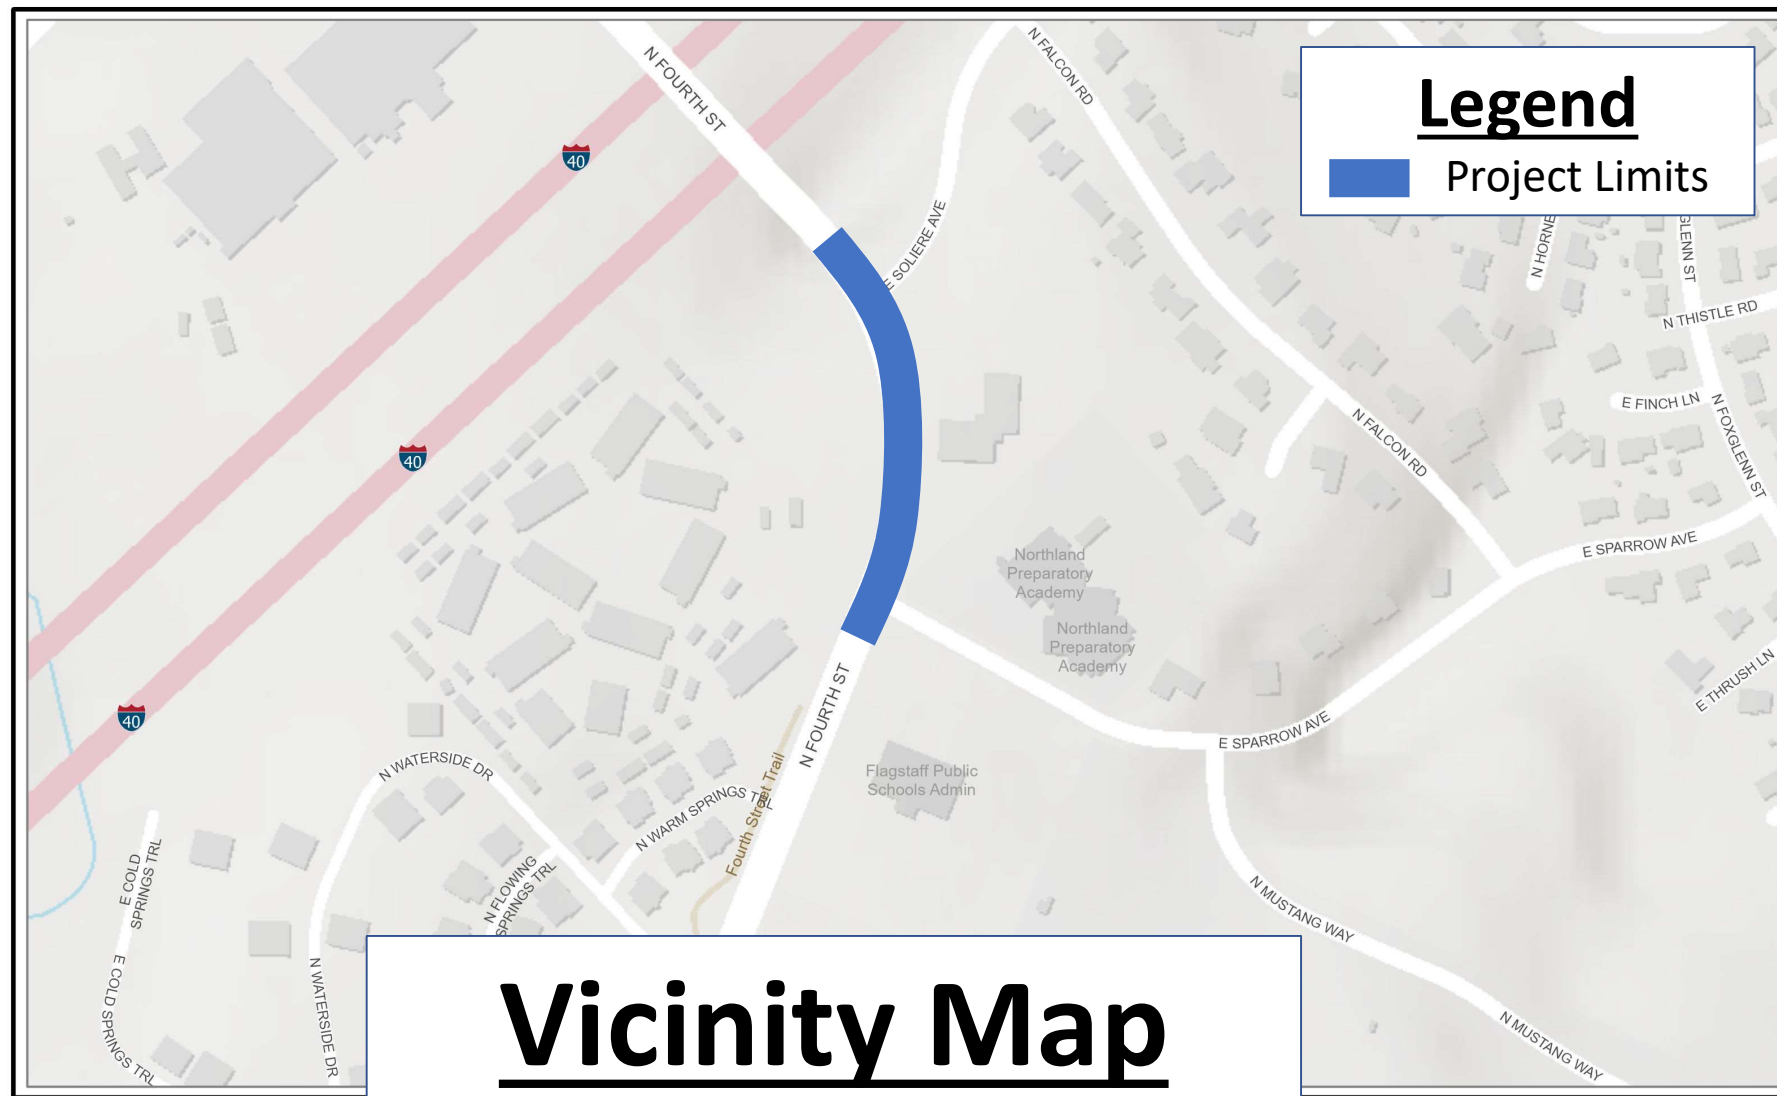 N FALCON RD
N FOURTH ST
Legend
Project Limits
40
E SOLIERE AVE
N HORNE
GLENN ST
N THISTLE RD
E FINCH LN
N FOXGLENN ST
N FALCON RD
40
E SPARROW AVE
Northland
Preparatory
Academy
Northland
Preparatory
Academy
E THRUSH LN
N FOURTH ST
40
E SPARROW AVE
N WATERSIDE DR
Flagstaff Public
Schools Admin
Fourth Street Trail
N WARM SPRINGS TRL
E COLD
SPRINGS TRL
N FLOWING
SPRINGS TRL
N MUSTANG WAY
N WATERSIDE DR
E COLD SPRINGS TRL
N MUSTANG WAY
Vicinity Map